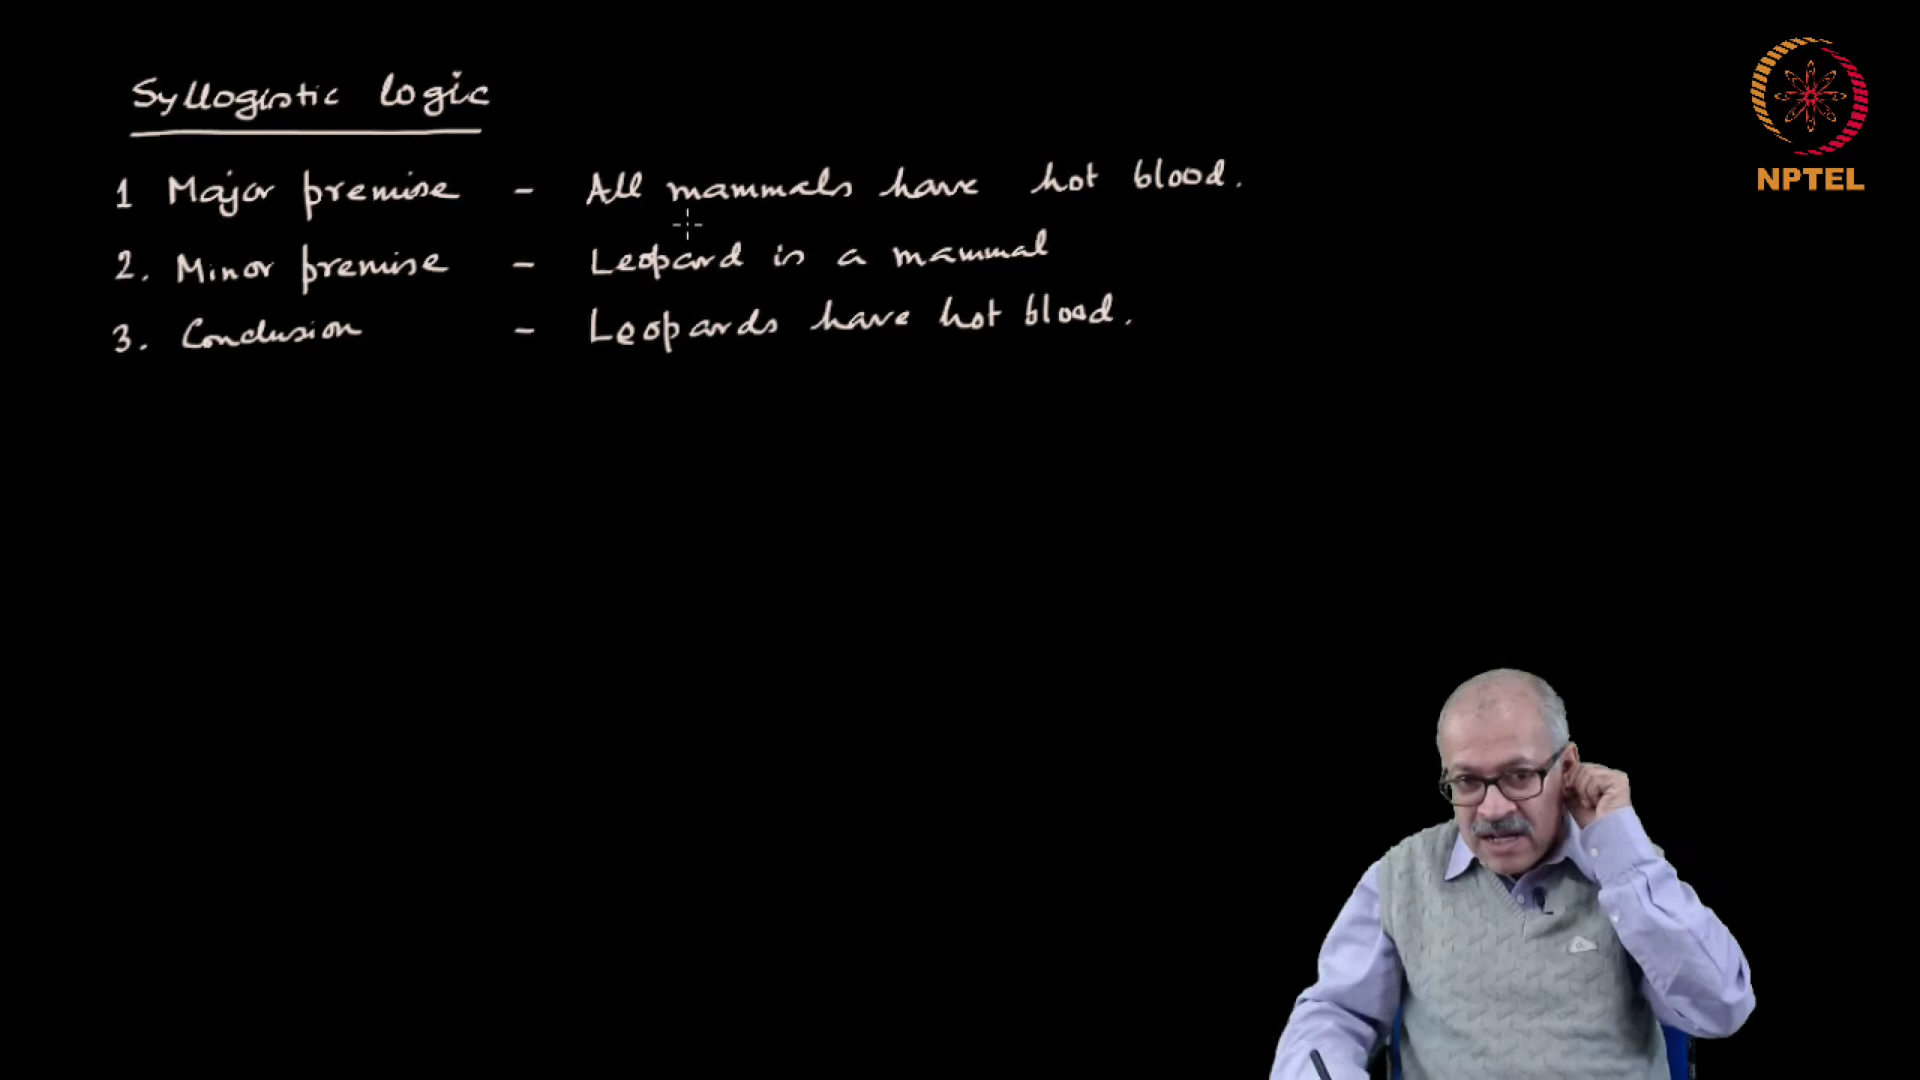 Syllogistic logic
1 Major premise - All mammals have hot blood.
2. Minor premise - Leopard is a mammal
3. Conclusion - Leopards have hot blood.
NPTEL